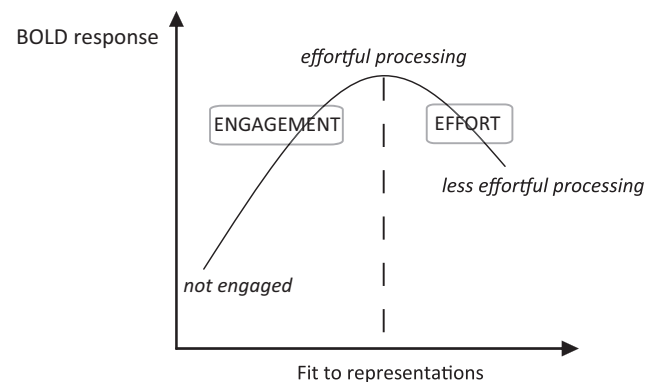 BOLD response
effortful processing
ENGAGEMENT
EFFORT
less effortful processing
not engaged
Fit to representations